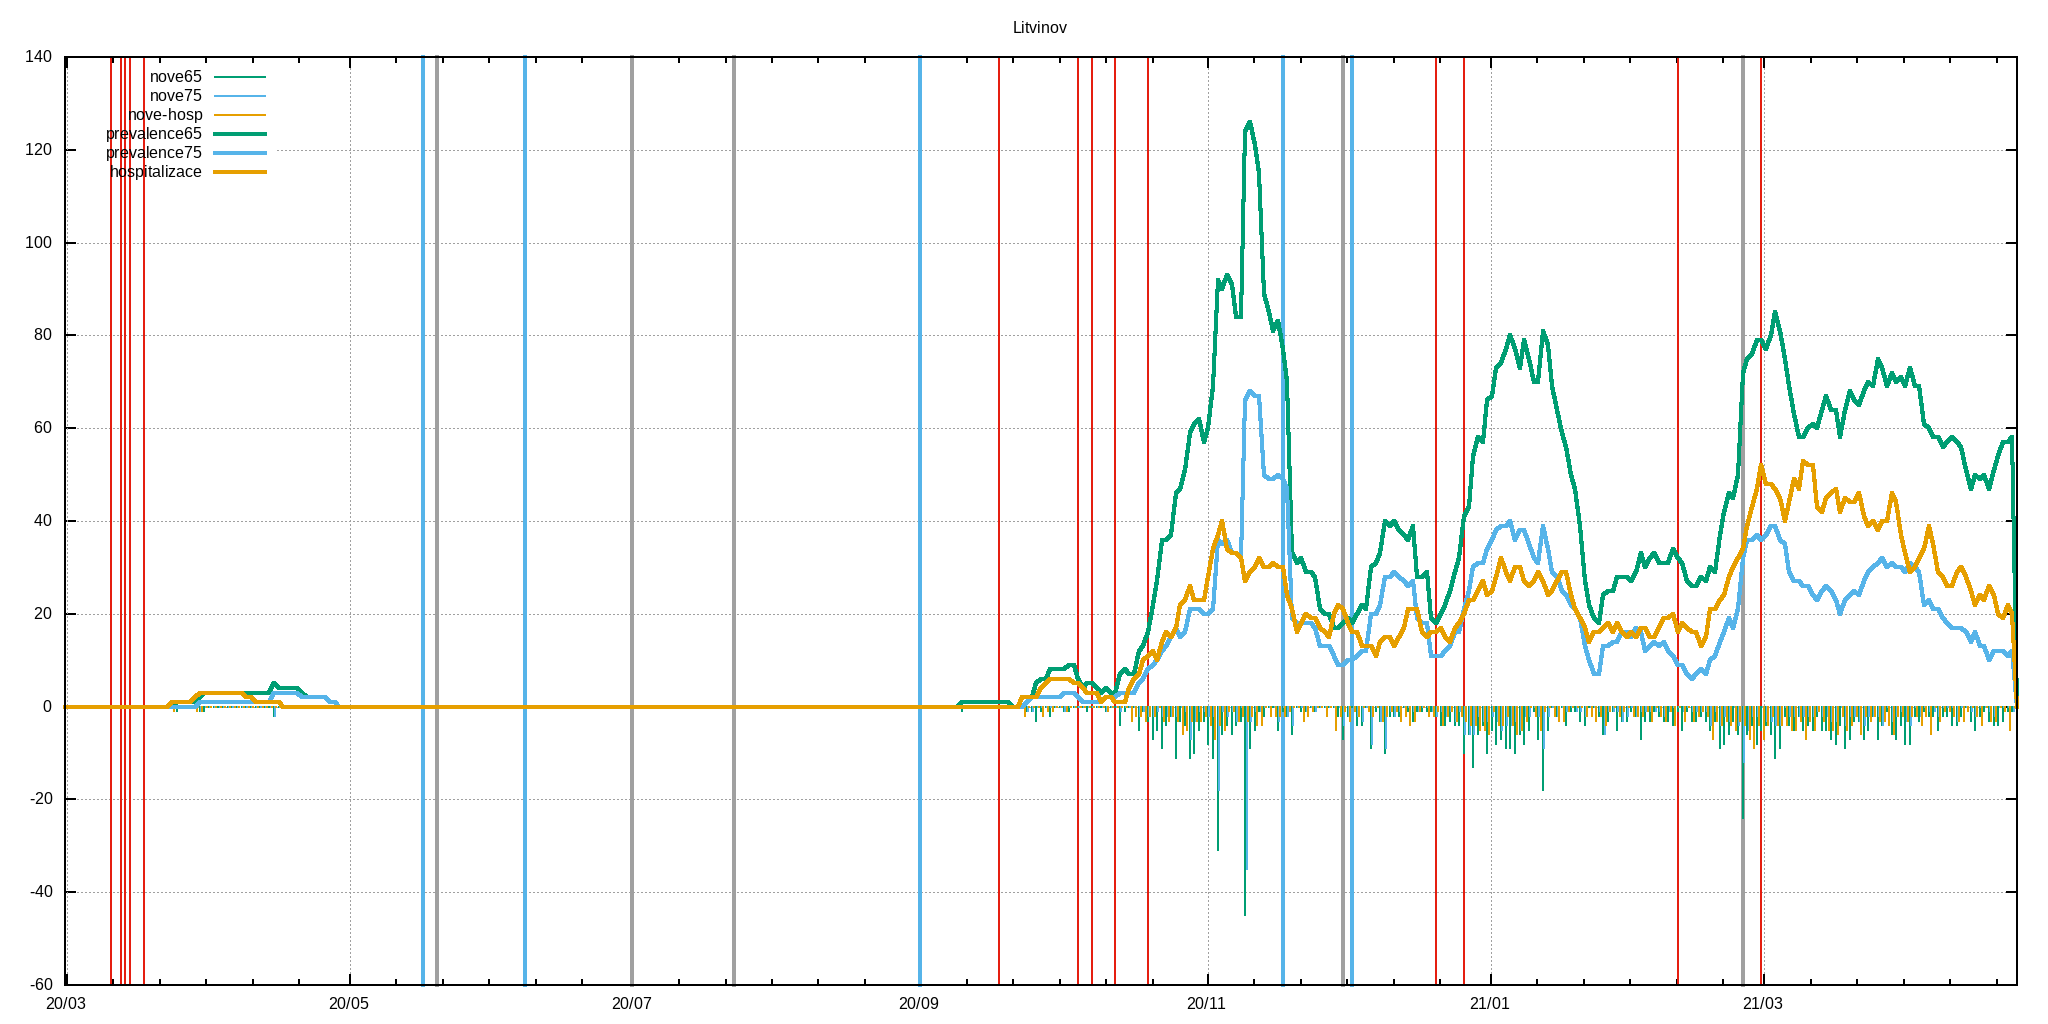 Litvinov
140
120
100
80
60
40
20
0
-20
-40
-60
nove65
nove75
nove-hosp
prevalence65
prevalence75
hospitalizace
20/03 20/05 20/07 20/09 20/11 21/01 21/03